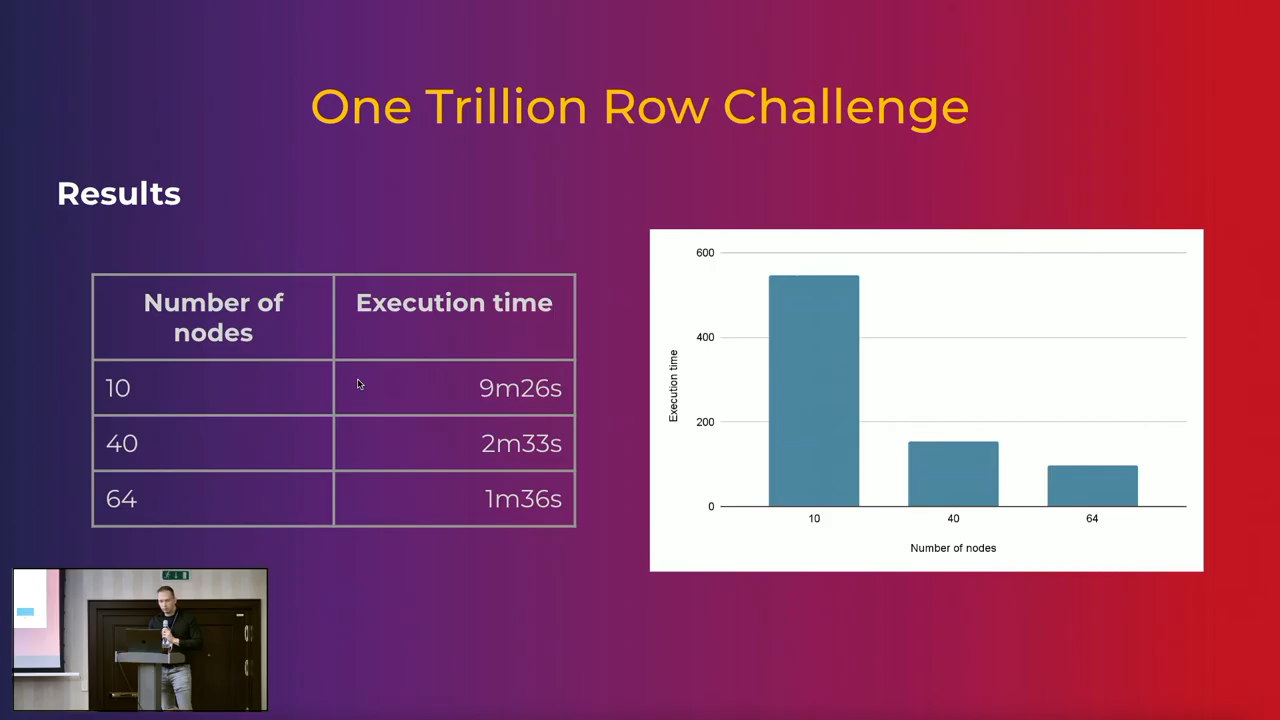 One Trillion Row Challenge
Results
Number of
nodes
Execution time
10
9m26s
40
2m33s
64
1m36s
600
400
200
0
Execution time
10
40
64
Number of nodes